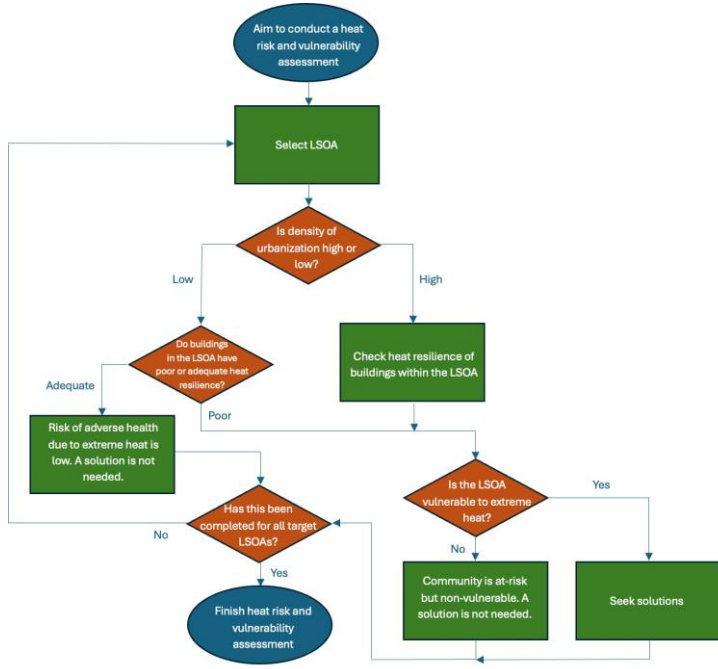 Aim to conduct a heat
risk and vulnerability
assessment
Select LSOA
Is density of
urbanization high or
low?
Low
High
Do buildings
in the LSOA have
poor or adequate heat
resilience?
Check heat resilience of
buildings within the LSOA
Adequate
Poor
Risk of adverse health
due to extreme heat is
low. A solution is not
needed.
Is the LSOA
vulnerable to extreme
heat?
Yes
Has this been
completed for all target
LSOAs?
No
No
Yes
Community is at-risk
but non-vulnerable. A
solution is not needed.
Seek solutions
Finish heat risk and
vulnerability
assessment